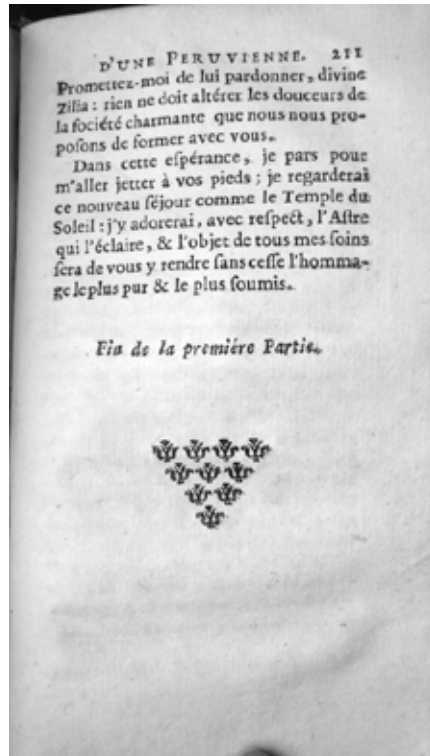 D'UNE PERUVIENNE. 211
Promettez-moi de lui pardonner, divine
Zilia : rien ne doit altérer les douceurs de
la ſociété charmante que nous nous pro-
poſons de former avec vous.
Dans cette eſpérance, je pars pour
m'aller jetter à vos pieds ; je regarderai
ce nouveau ſéjour comme le Temple du
Soleil : j'y adorerai, avec reſpect, l'Aſtre
qui l'éclaire, & l'objet de tous mes ſoins
ſera de vous y rendre ſans ceſſe l'homma-
ge le plus pur & le plus ſoumis.
Fin de la premiére Partie.